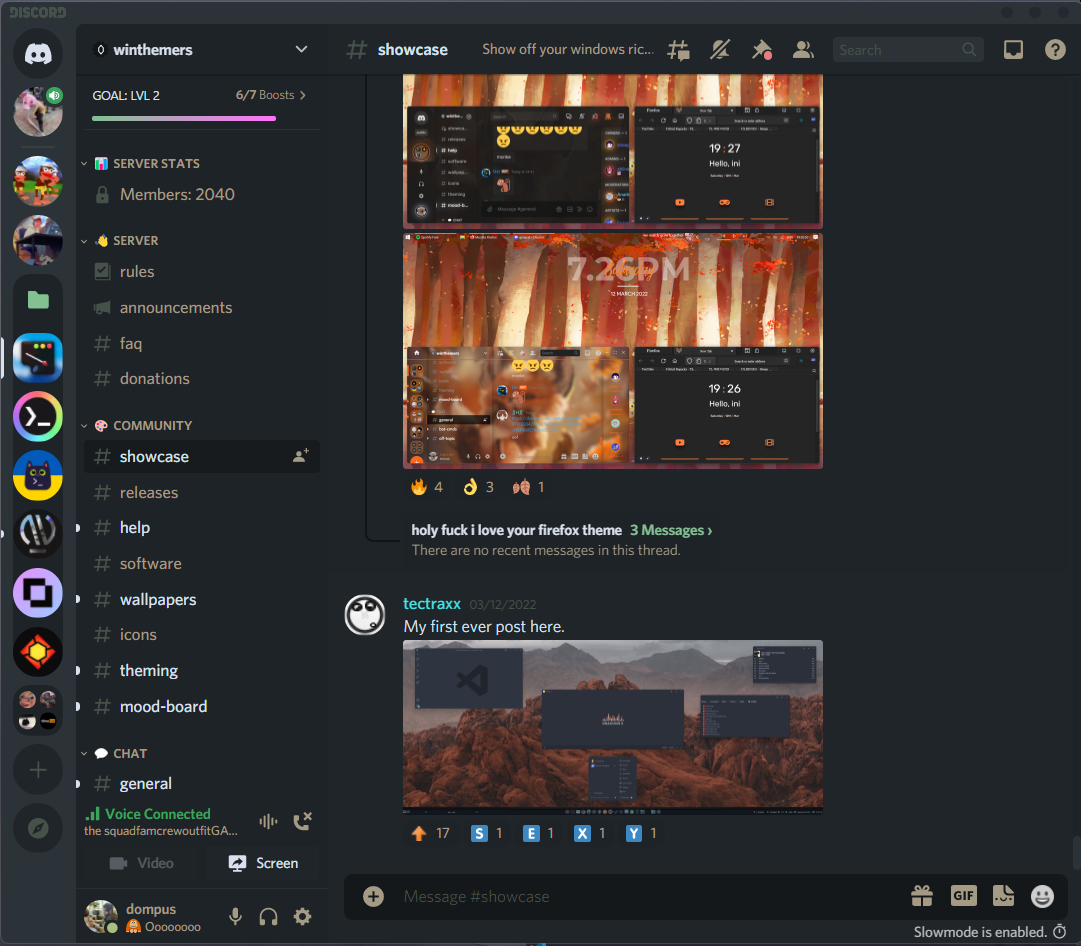 DISCORD
winthemers
GOAL: LVL 2
6/7 Boosts
SERVER STATS
Members: 2040
SERVER
rules
announcements
faq
donations
COMMUNITY
showcase
releases
help
software
wallpapers
icons
theming
mood-board
CHAT
general
Voice Connected
the squadfamcrewoutfitGA...
Video
Screen
dompus
Ooooooooo
showcase
Show off your windows ric...
Search
19:27
Hello, ini
7.26PM
12 MARCH 2022
winthemers
19:26
Hello, ini
4
3
1
holy fuck i love your firefox theme 3 Messages ›
There are no recent messages in this thread.
tectraxx 03/12/2022
My first ever post here.
17
S 1
E 1
X 1
Y 1
Message #showcase
GIF
Slowmode is enabled.